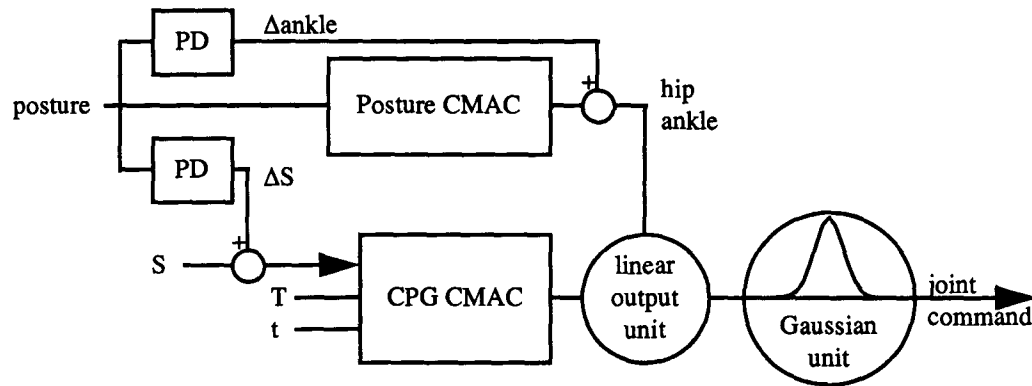 PD
Δankle
+
posture
Posture CMAC
hip
ankle
PD
ΔS
+
S
T
t
CPG CMAC
linear
output
unit
Gaussian
unit
joint
command